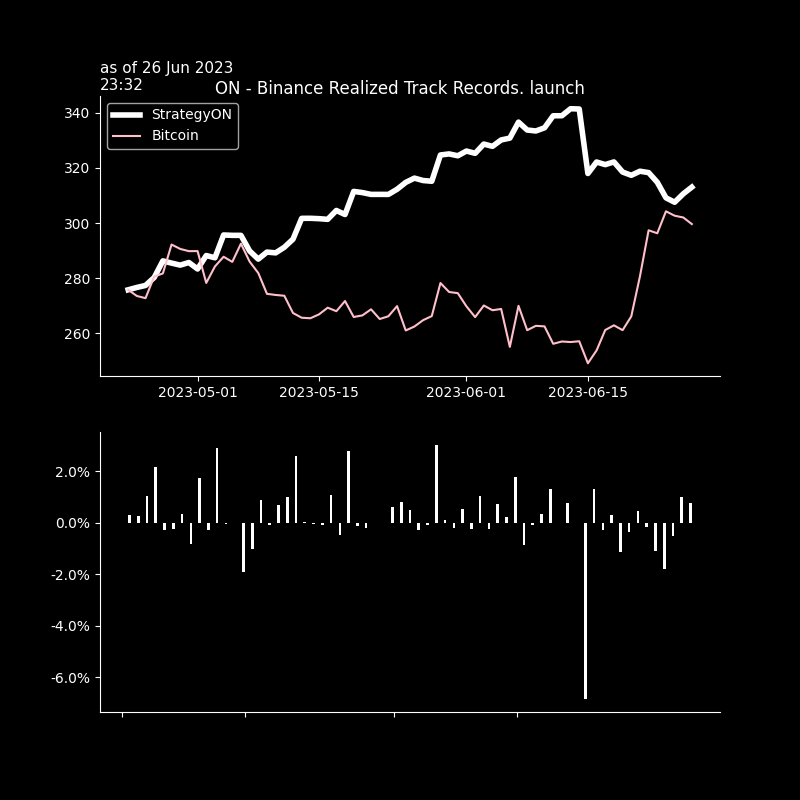 as of 26 Jun 2023
23:32
ON - Binance Realized Track Records. launch
StrategyON
Bitcoin
340
320
300
280
260
2023-05-01 2023-05-15 2023-06-01 2023-06-15
2.0%
0.0%
-2.0%
-4.0%
-6.0%